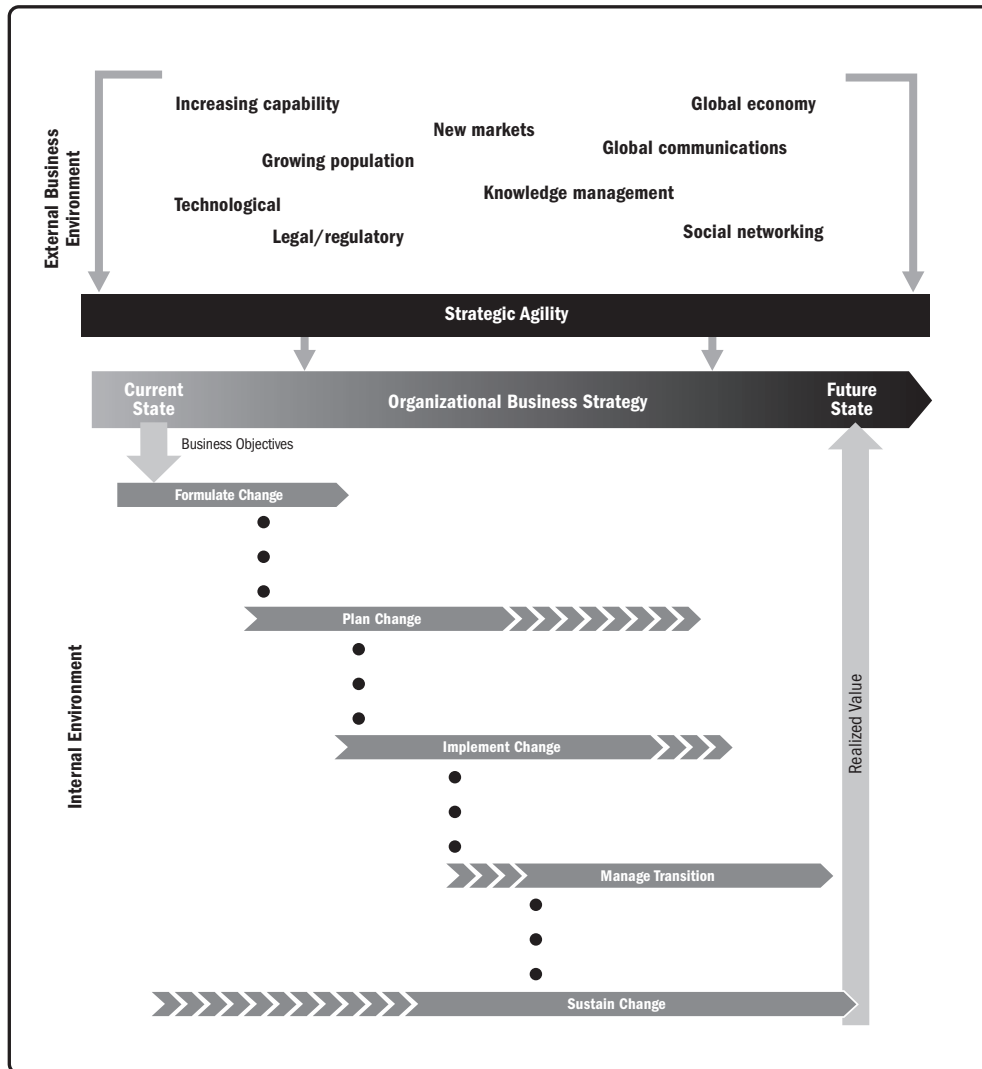 External Business
Environment
Increasing capability
Global economy
New markets
Global communications
Growing population
Knowledge management
Technological
Social networking
Legal/regulatory
Strategic Agility
Current
State
Organizational Business Strategy
Future
State
Business Objectives
Internal Environment
Formulate Change
Plan Change
Implement Change
Manage Transition
Sustain Change
Realized Value